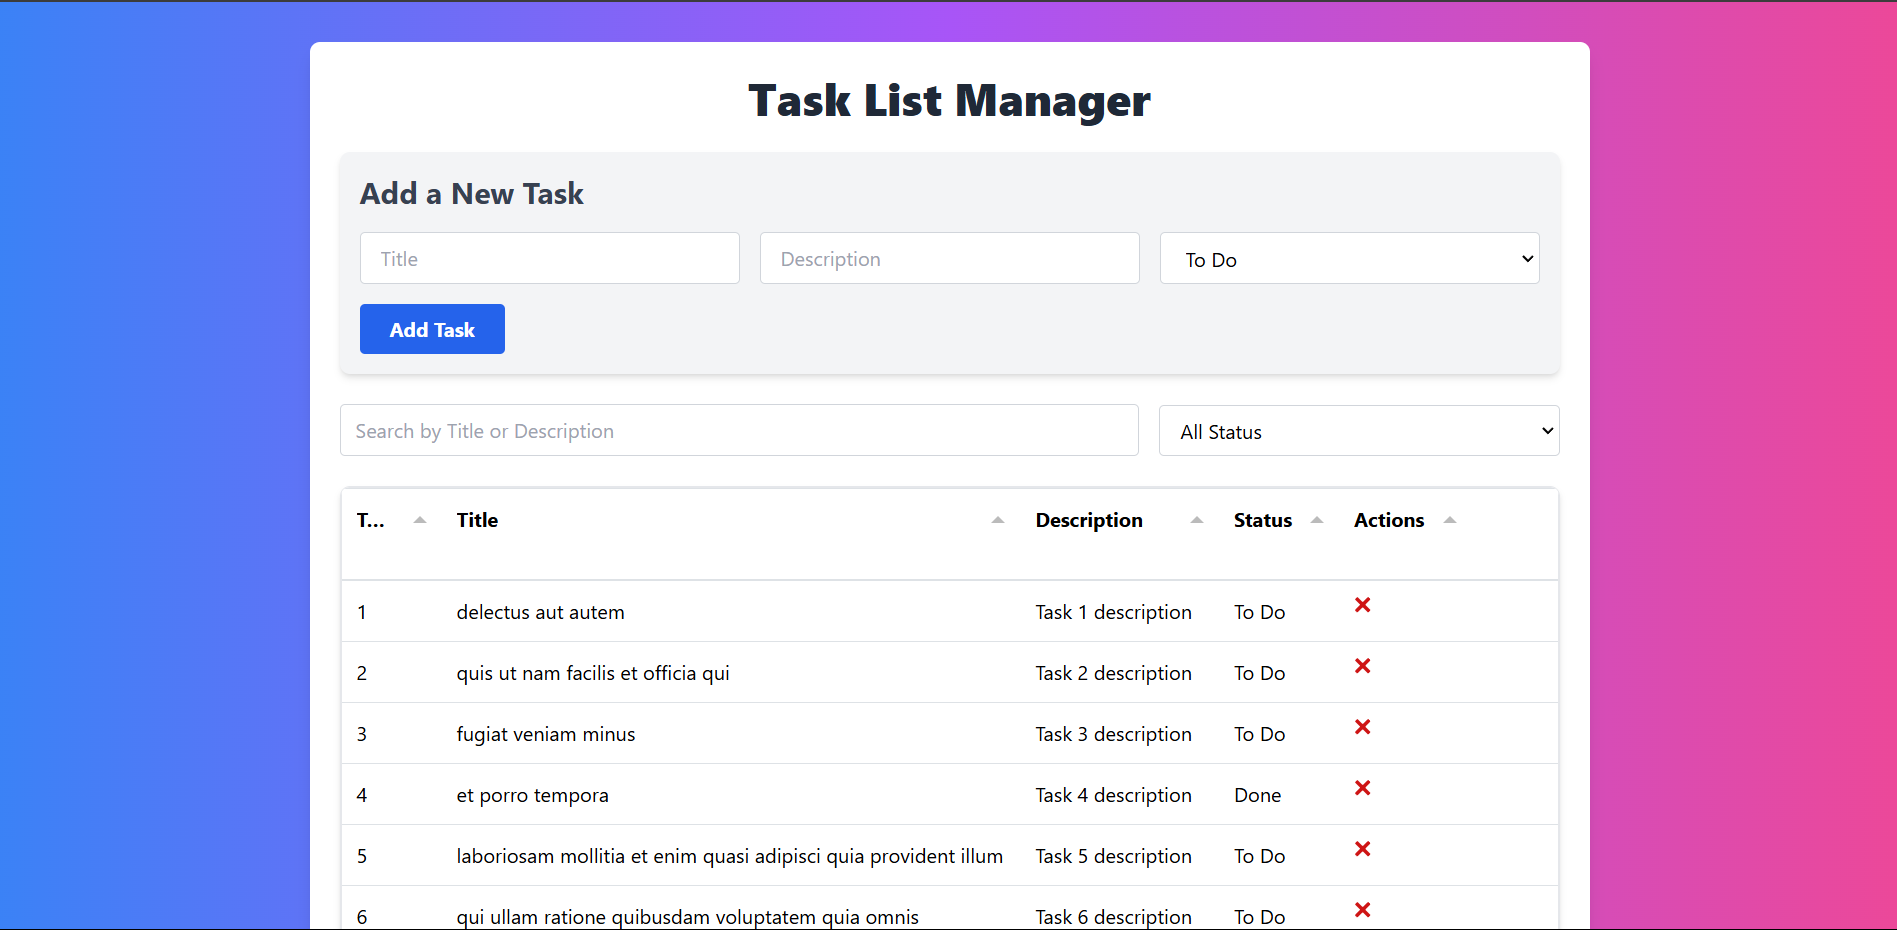 Task List Manager
Add a New Task
Title Description To Do
Add Task
Search by Title or Description All Status
T... Title Description Status Actions
1 delectus aut autem Task 1 description To Do
2 quis ut nam facilis et officia qui Task 2 description To Do
3 fugiat veniam minus Task 3 description To Do
4 et porro tempora Task 4 description Done
5 laboriosam mollitia et enim quasi adipisci quia provident illum Task 5 description To Do
6 qui ullam ratione quibusdam voluptatem quia omnis Task 6 description To Do